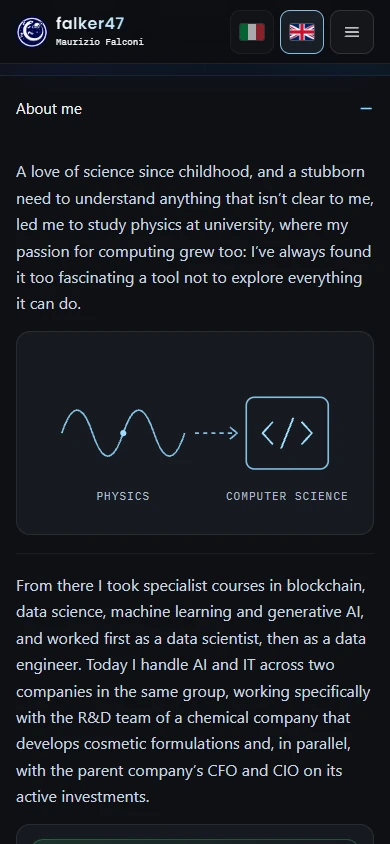 falker47
Maurizio Falconi
About me
A love of science since childhood, and a stubborn
need to understand anything that isn’t clear to me,
led me to study physics at university, where my
passion for computing grew too: I’ve always found
it too fascinating a tool not to explore everything
it can do.
</>
PHYSICS
COMPUTER SCIENCE
From there I took specialist courses in blockchain,
data science, machine learning and generative AI,
and worked first as a data scientist, then as a data
engineer. Today I handle AI and IT across two
companies in the same group, working specifically
with the R&D team of a chemical company that
develops cosmetic formulations and, in parallel,
with the parent company’s CFO and CIO on its
active investments.